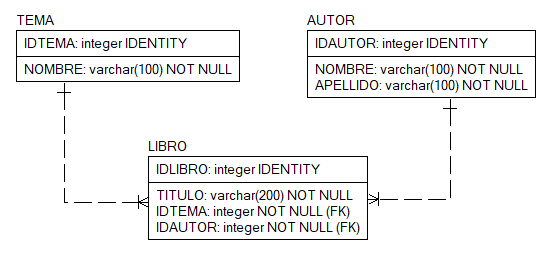 TEMA
IDTEMA: integer IDENTITY
NOMBRE: varchar(100) NOT NULL
AUTOR
IDAUTOR: integer IDENTITY
NOMBRE: varchar(100) NOT NULL
APELLIDO: varchar(100) NOT NULL
LIBRO
IDLIBRO: integer IDENTITY
TITULO: varchar(200) NOT NULL
IDTEMA: integer NOT NULL (FK)
IDAUTOR: integer NOT NULL (FK)